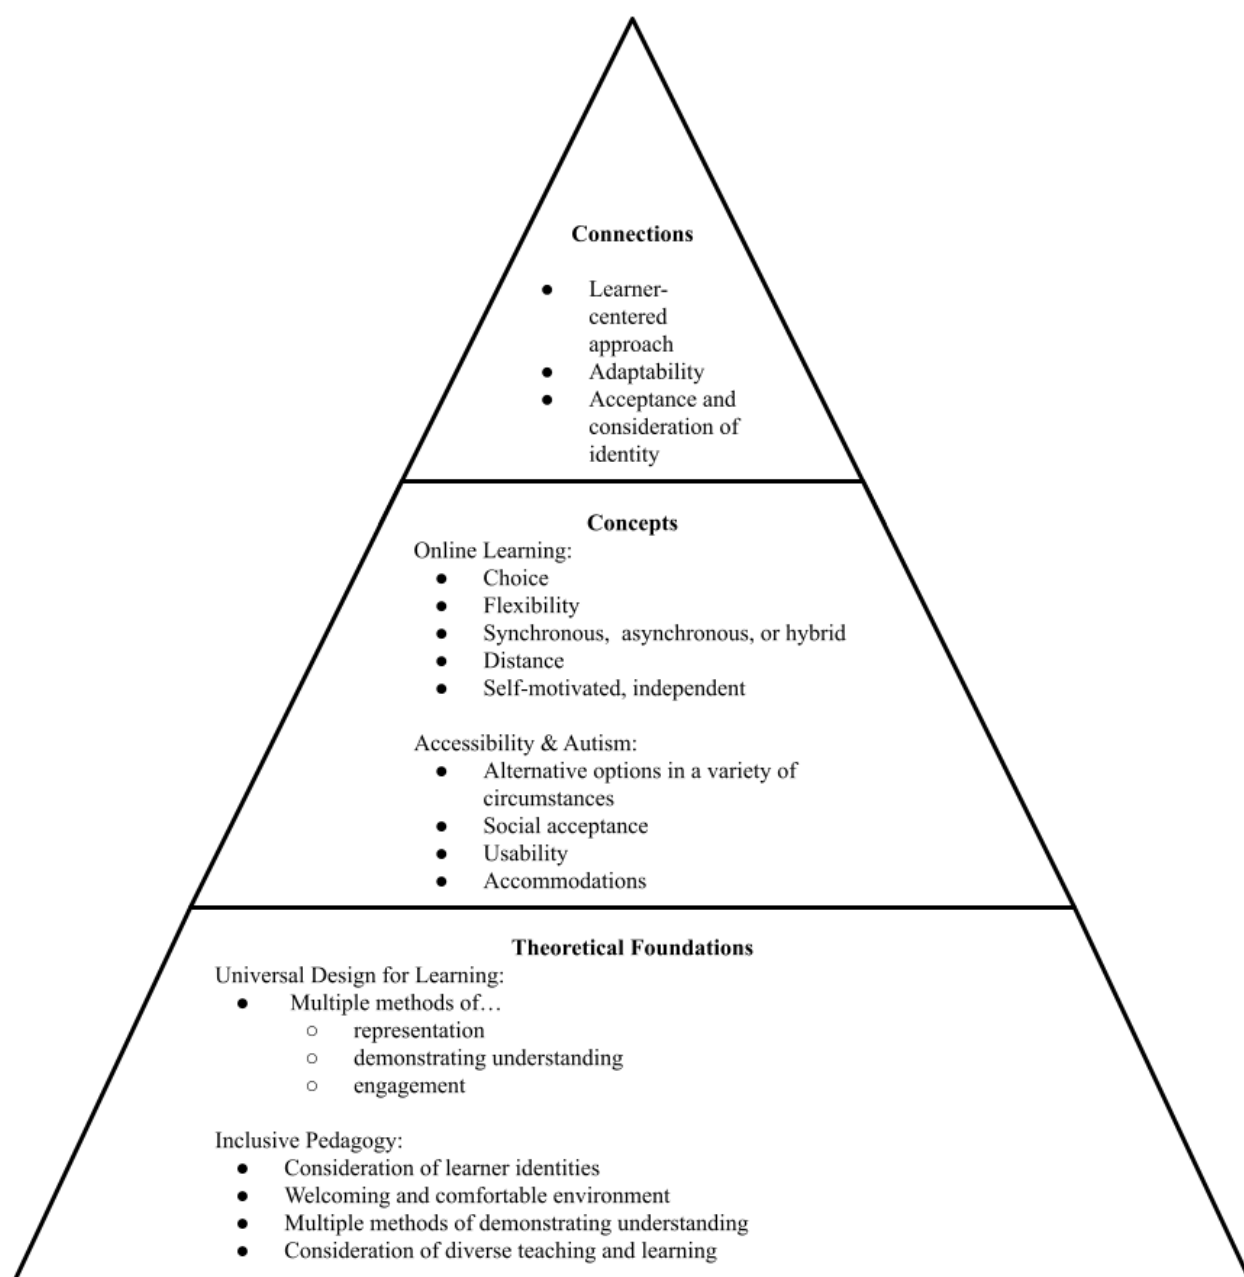 Connections
● Learner-
centered
approach
● Adaptability
● Acceptance and
consideration of
identity
Concepts
Online Learning:
● Choice
● Flexibility
● Synchronous,  asynchronous, or hybrid
● Distance
● Self-motivated, independent
Accessibility & Autism:
● Alternative options in a variety of
circumstances
● Social acceptance
● Usability
● Accommodations
Theoretical Foundations
Universal Design for Learning:
● Multiple methods of…
○ representation
○ demonstrating understanding
○ engagement
Inclusive Pedagogy:
● Consideration of learner identities
● Welcoming and comfortable environment
● Multiple methods of demonstrating understanding
● Consideration of diverse teaching and learning